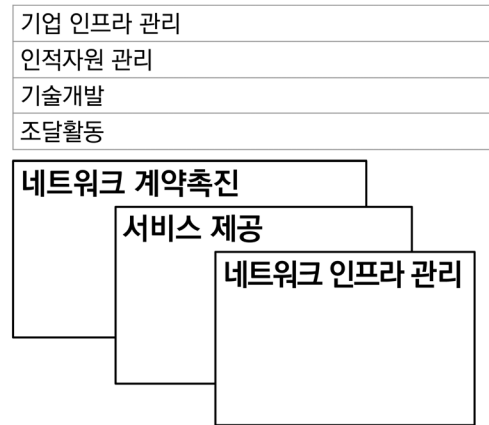 기업 인프라 관리
인적자원 관리
기술개발
조달활동
네트워크 계약촉진
서비스 제공
네트워크 인프라 관리